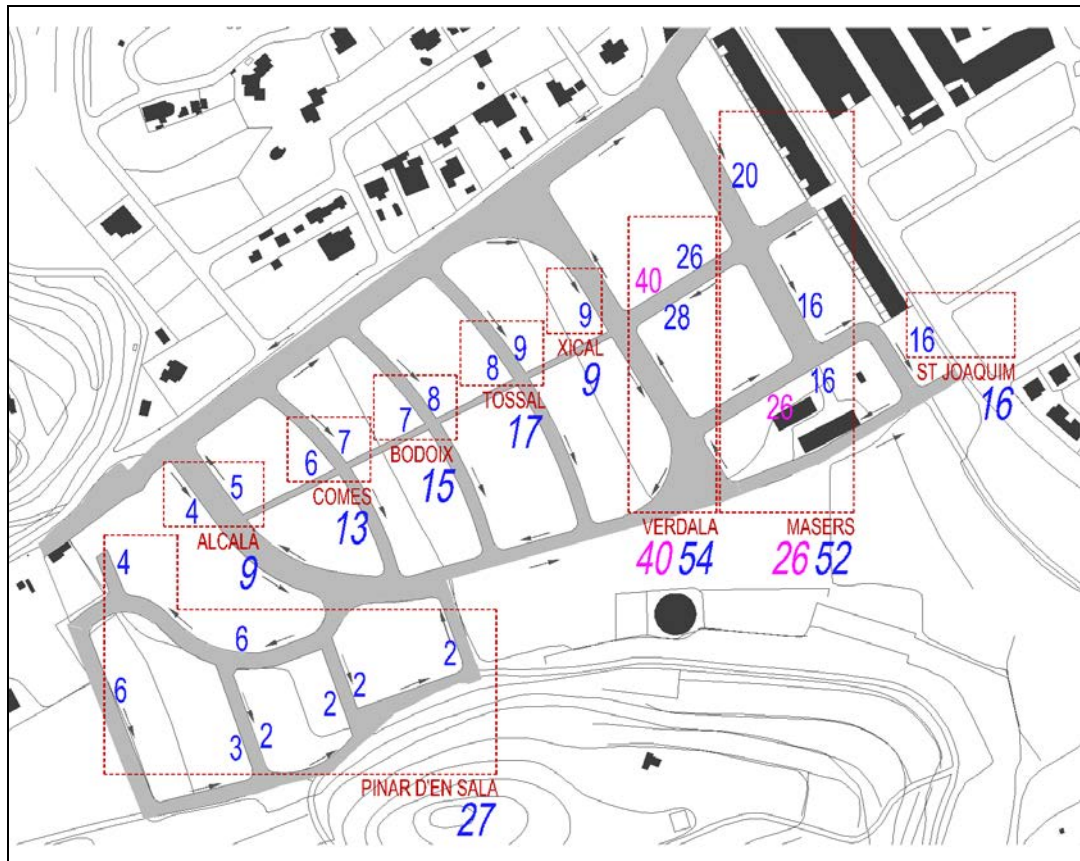 20
40 26
28
16
16
XICAL
9
9
8 9
TOSSAL
17
7 8
BODOIX
15
6 7
COMES
13
4 5
ALCALÀ
9
26 16
ST JOAQUIM
16
VERDALA
40 54
MASERS
26 52
4
6
6
3 2
2 2
2
PINAR D'EN SALA
27